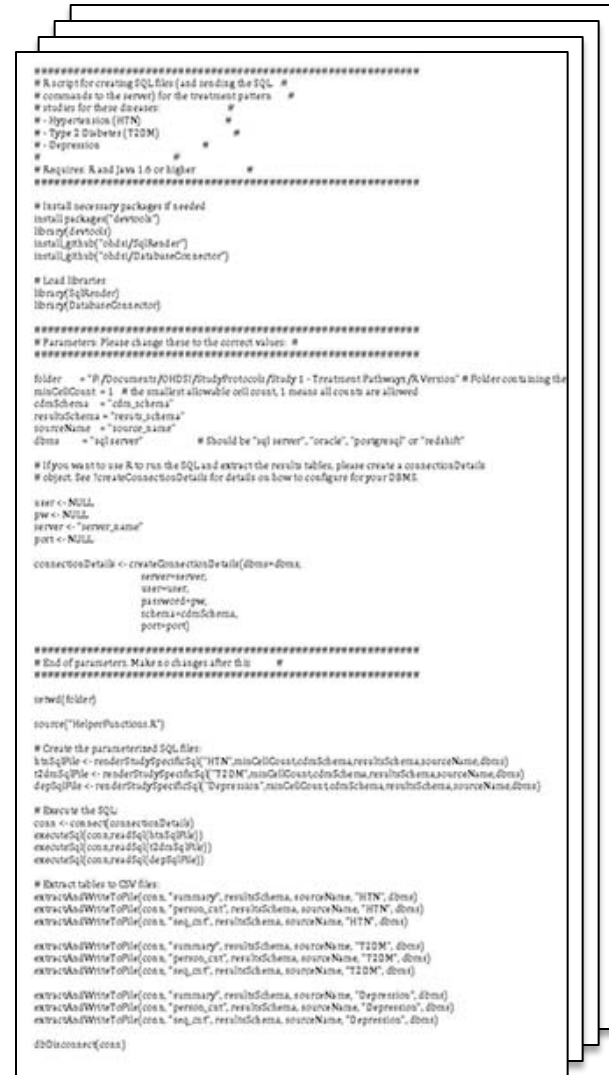 ###########################################################
# R script for creating SQL files (and sending the SQL #
# commands to the server) for the treatment pattern #
# studies for these diseases: #
# - Hypertension (HTN) #
# - Type 2 Diabetes (T2DM) #
# - Depression #
# #
# Requires: R and Java 1.6 or higher #
###########################################################
# Install necessary packages if needed
install.packages("devtools")
library(devtools)
install_github("ohdsi/SqlRender")
install_github("ohdsi/DatabaseConnector")
# Load libraries
library(SqlRender)
library(DatabaseConnector)
###########################################################
# Parameters: Please change these to the correct values: #
###########################################################
folder = "F:/Documents/OHDSI/StudyProtocols/Study 1 - Treatment Pathways/R Version" # Folder containing the
minCellCount = 1 # the smallest allowable cell count, 1 means all counts are allowed
cdmSchema = "cdm_schema"
resultsSchema = "resuts_schema"
sourceName = "source_name"
dbms = "sql server" # Should be "sql server", "oracle", "postgresql" or "redshift"
# If you want to use R to run the SQL and extract the results tables, please create a connectionDetails
# object. See ?createConnectionDetails for details on how to configure for your DBMS.
user <- NULL
pw <- NULL
server <- "server_name"
port <- NULL
connectionDetails <- createConnectionDetails(dbms=dbms,
server=server,
user=user,
password=pw,
schema=cdmSchema,
port=port)
###########################################################
# End of parameters. Make no changes after this #
###########################################################
setwd(folder)
source("HelperFunctions.R")
# Create the parameterized SQL files:
htnSqlFile <- renderStudySpecificSql("HTN",minCellCount,cdmSchema,resultsSchema,sourceName,dbms)
t2dmSqlFile <- renderStudySpecificSql("T2DM",minCellCount,cdmSchema,resultsSchema,sourceName,dbms)
depSqlFile <- renderStudySpecificSql("Depression",minCellCount,cdmSchema,resultsSchema,sourceName,dbms)
# Execute the SQL:
conn <- connect(connectionDetails)
executeSql(conn,readSql(htnSqlFile))
executeSql(conn,readSql(t2dmSqlFile))
executeSql(conn,readSql(depSqlFile))
# Extract tables to CSV files:
extractAndWriteToFile(conn, "summary", resultsSchema, sourceName, "HTN", dbms)
extractAndWriteToFile(conn, "person_cnt", resultsSchema, sourceName, "HTN", dbms)
extractAndWriteToFile(conn, "seq_cnt", resultsSchema, sourceName, "HTN", dbms)
extractAndWriteToFile(conn, "summary", resultsSchema, sourceName, "T2DM", dbms)
extractAndWriteToFile(conn, "person_cnt", resultsSchema, sourceName, "T2DM", dbms)
extractAndWriteToFile(conn, "seq_cnt", resultsSchema, sourceName, "T2DM", dbms)
extractAndWriteToFile(conn, "summary", resultsSchema, sourceName, "Depression", dbms)
extractAndWriteToFile(conn, "person_cnt", resultsSchema, sourceName, "Depression", dbms)
extractAndWriteToFile(conn, "seq_cnt", resultsSchema, sourceName, "Depression", dbms)
dbDisconnect(conn)